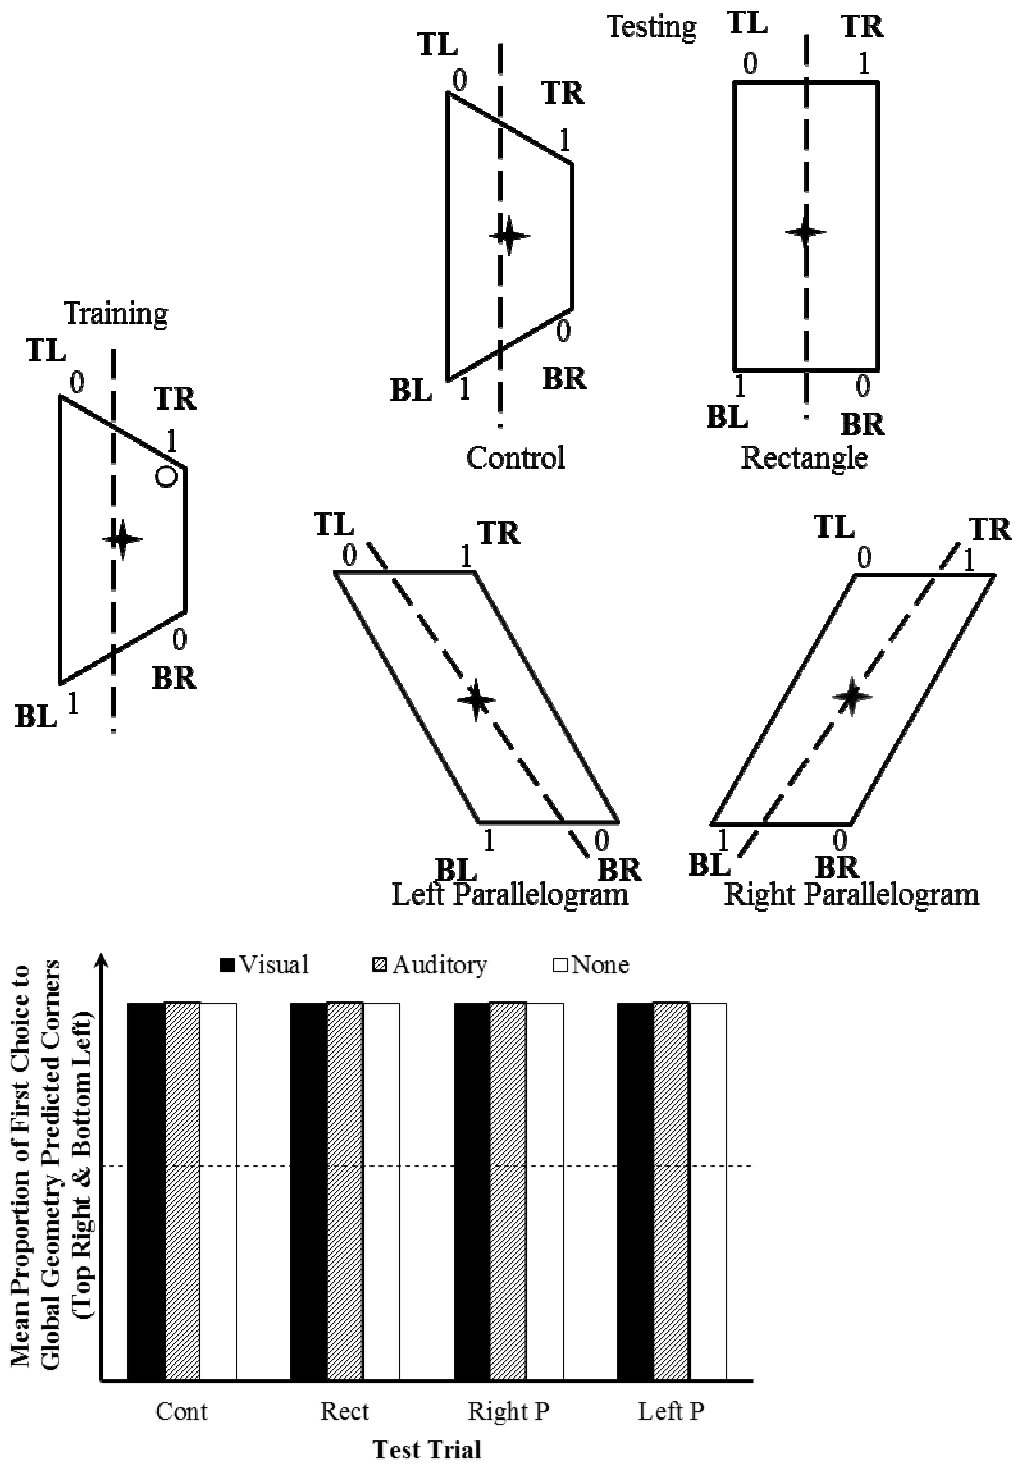 Testing
TL
TR
0
1
TL
0
TR
1
0
BR
BL
1
Control
1
0
BL
BR
Rectangle
Training
TL
0
TR
1
0
BR
BL
1
TL
0
1
TR
1
0
BL
BR
Left Parallelogram
TL
0
1
TR
1
0
BL
BR
Right Parallelogram
Visual
Auditory
None
Mean Proportion of First Choice to
Global Geometry Predicted Corners
(Top Right & Bottom Left)
Cont
Rect
Right P
Left P
Test Trial